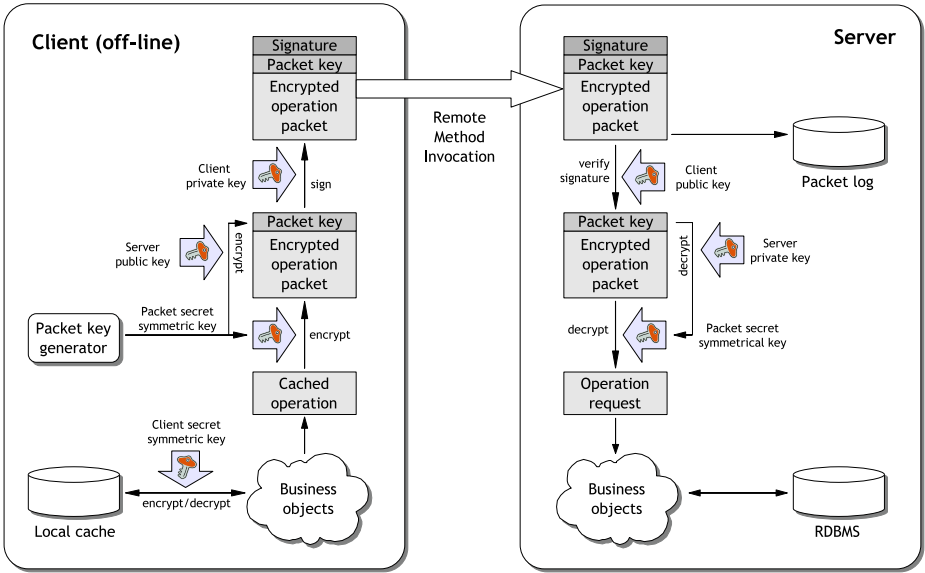 Client (off-line)
Signature
Packet key
Encrypted
operation
packet
Client
private key
sign
Packet key
Encrypted
operation
packet
Server
public key
encrypt
Packet secret
symmetric key
Packet key
generator
encrypt
Cached
operation
Client secret
symmetric key
encrypt/decrypt
Local cache
Business
objects
Remote
Method
Invocation
Server
Signature
Packet key
Encrypted
operation
packet
Packet log
verify
signature
Client
public key
Packet key
Encrypted
operation
packet
decrypt
Server
private key
decrypt
Packet secret
symmetrical key
Operation
request
Business
objects
RDBMS